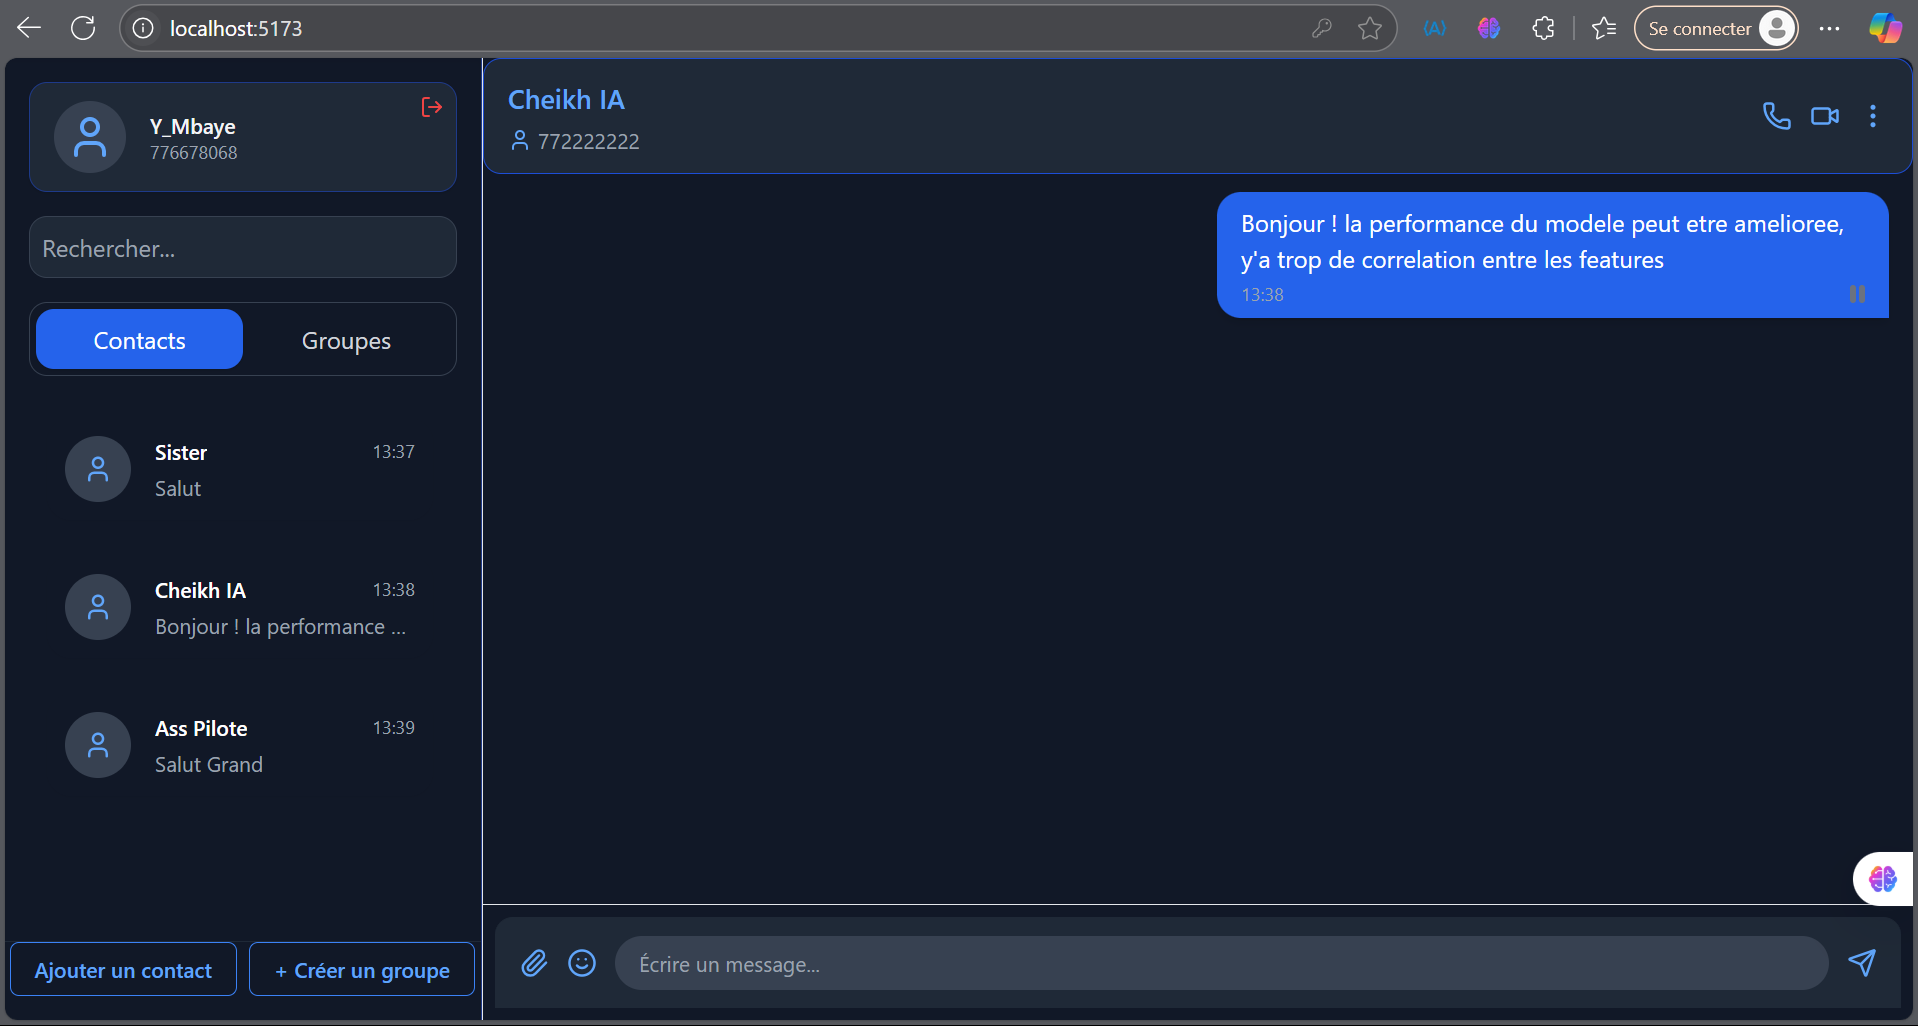 localhost:5173
(A)
Se connecter
Y_Mbaye
776678068
Rechercher...
Contacts
Groupes
Sister
13:37
Salut
Cheikh IA
13:38
Bonjour ! la performance ...
Ass Pilote
13:39
Salut Grand
Ajouter un contact
+ Créer un groupe
Cheikh IA
772222222
Bonjour ! la performance du modele peut etre amelioree,
y'a trop de correlation entre les features
13:38
Écrire un message...